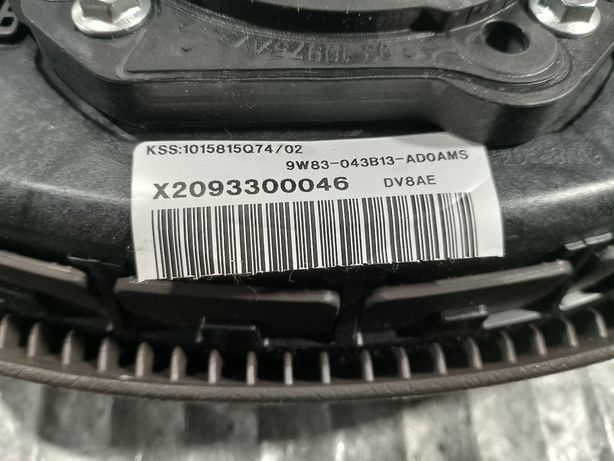 KSS:1015815Q74/02
9W83-043B13-AD0AMS
X2093300046 DV8AE